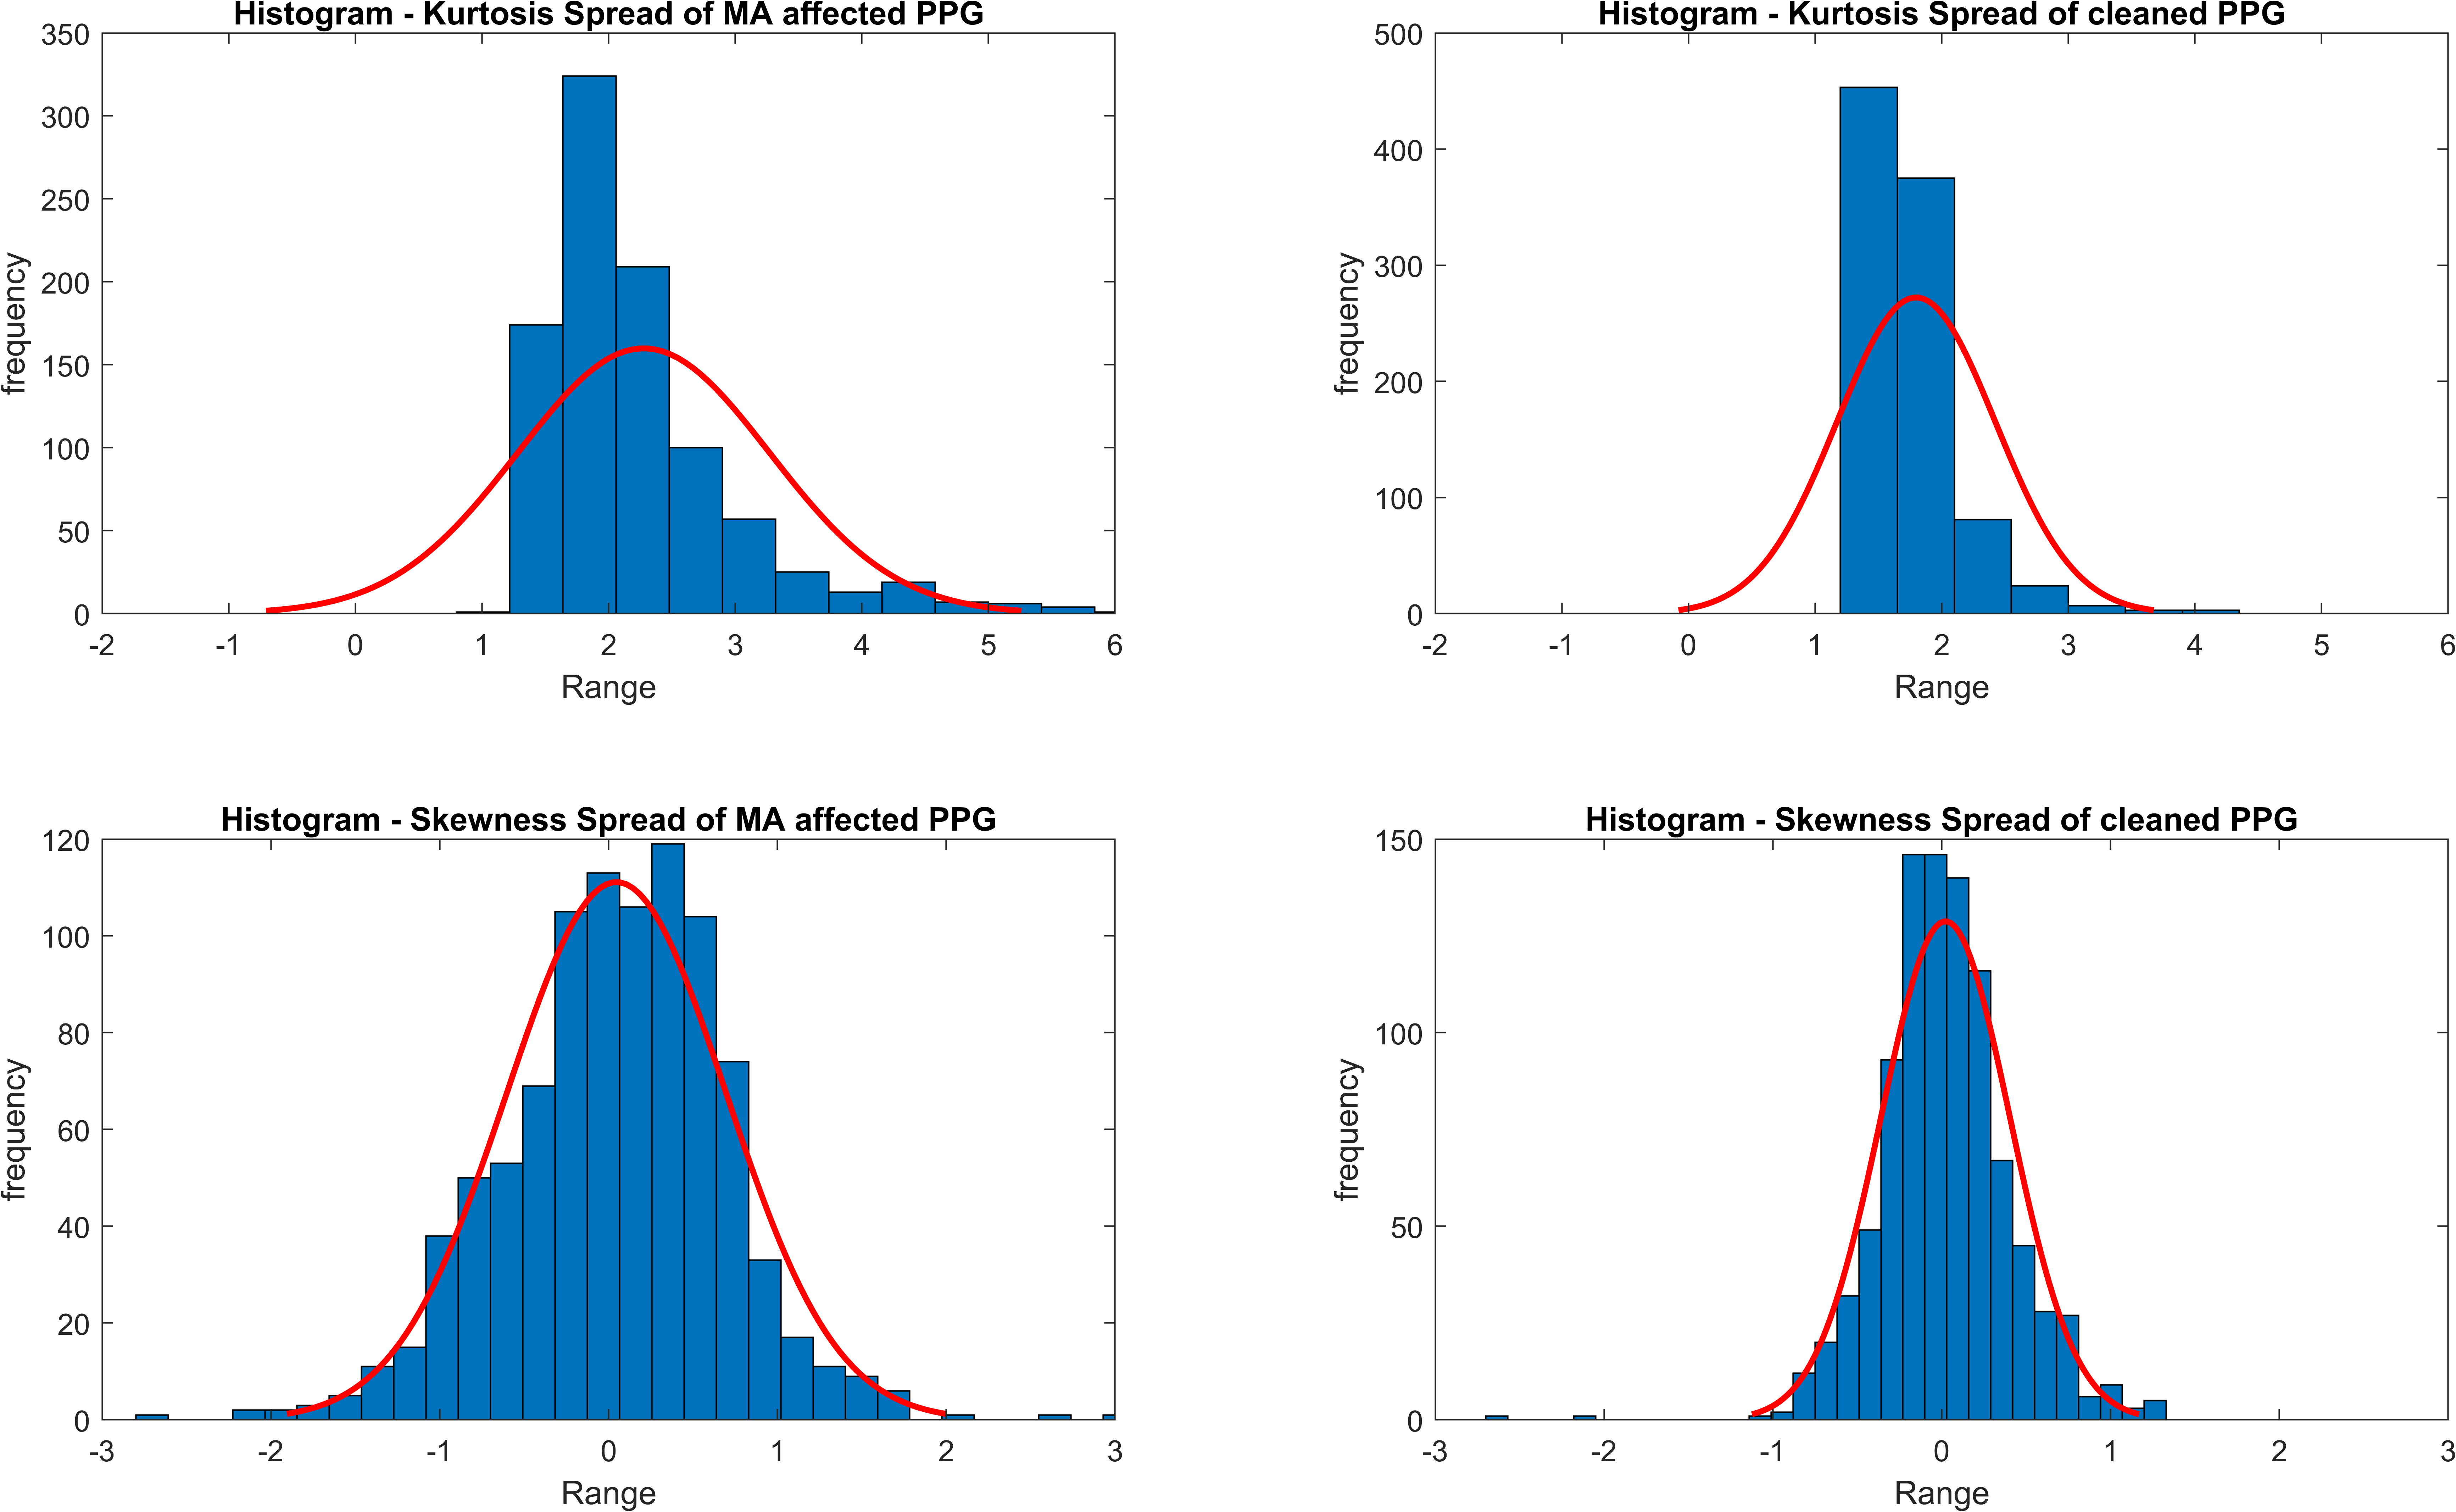 Histogram - Kurtosis Spread of MA affected PPG
350
300
250
200
150
100
50
0
frequency
-2 -1 0 1 2 3 4 5 6
Range
Histogram - Kurtosis Spread of cleaned PPG
500
400
300
200
100
0
frequency
-2 -1 0 1 2 3 4 5 6
Range
Histogram - Skewness Spread of MA affected PPG
120
100
80
60
40
20
0
frequency
-3 -2 -1 0 1 2 3
Range
Histogram - Skewness Spread of cleaned PPG
150
100
50
0
frequency
-3 -2 -1 0 1 2 3
Range